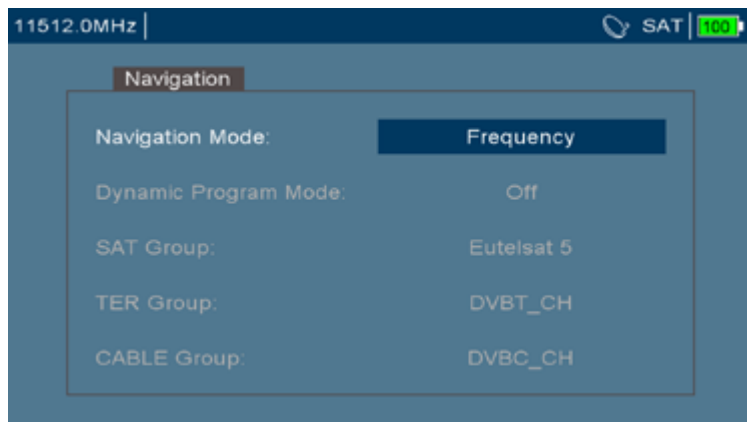 11512.0MHz SAT 100
Navigation
Navigation Mode: Frequency
Dynamic Program Mode: Off
SAT Group: Eutelsat 5
TER Group: DVBT_CH
CABLE Group: DVBC_CH